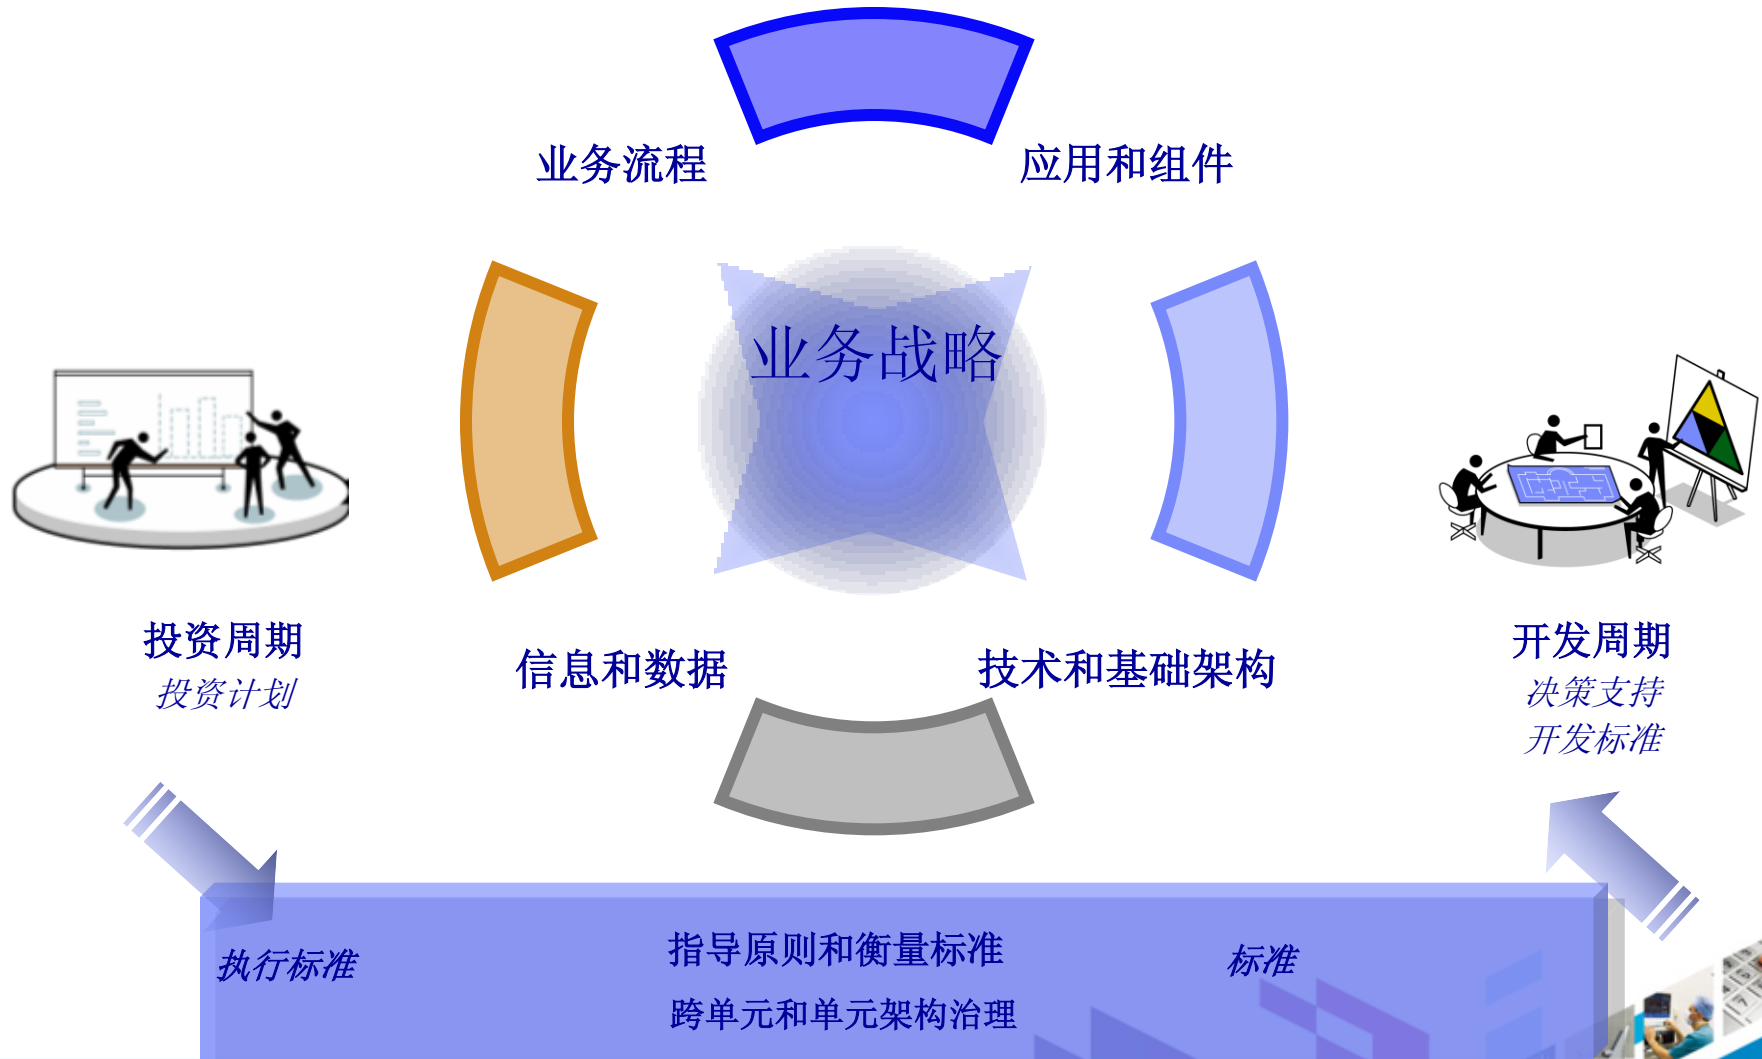 业务流程
应用和组件
业务战略
信息和数据
技术和基础架构
投资周期
投资计划
开发周期
决策支持
开发标准
执行标准
指导原则和衡量标准
标准
跨单元和单元架构治理